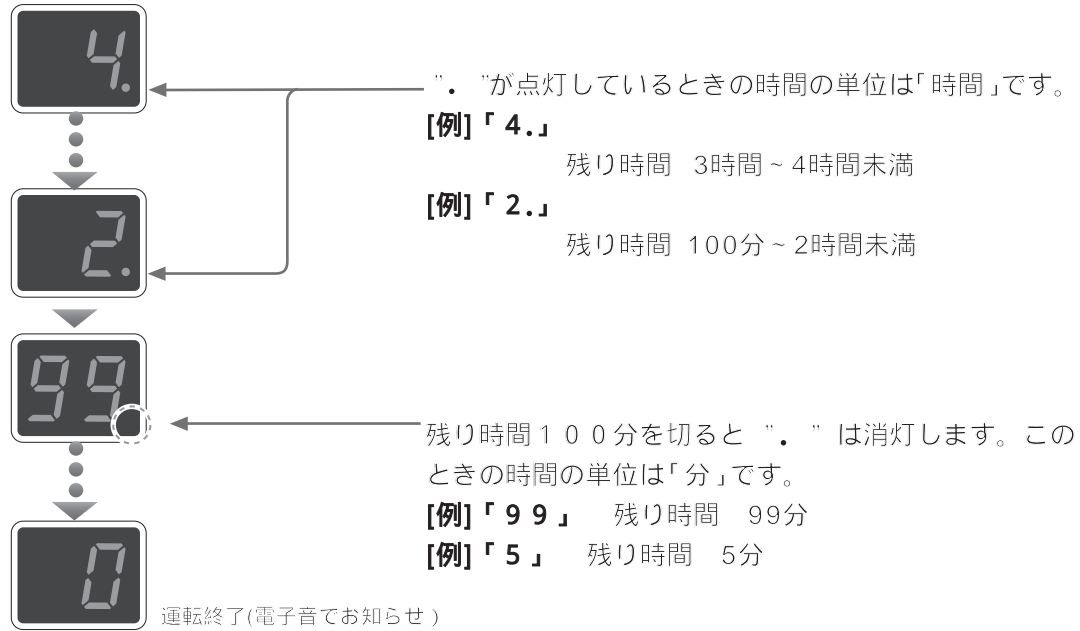 4.
”. ”が点灯しているときの時間の単位は「時間」です。
[例]「 4.」
残り時間 3時間 ~ 4時間未満
[例]「 2.」
残り時間 100分 ~ 2時間未満
2.
99
残り時間100分を切ると ”. ” は消灯します。この
ときの時間の単位は「分」です。
[例]「99」 残り時間 99分
[例]「5」 残り時間 5分
0
運転終了(電子音でお知らせ)